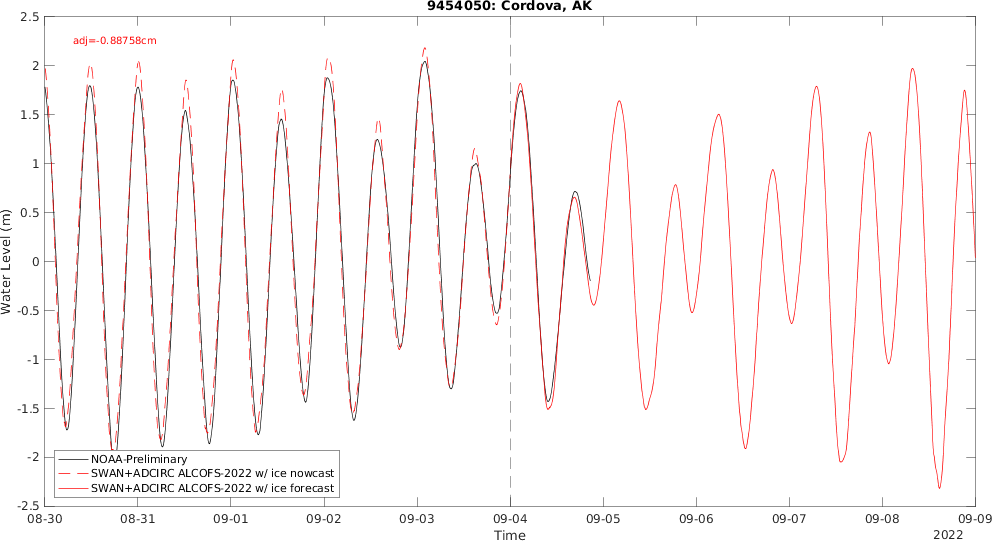 9454050: Cordova, AK
adj=-0.88758cm
Water Level (m)
2.5
2
1.5
1
0.5
0
-0.5
-1
-1.5
-2
-2.5
NOAA-Preliminary
SWAN+ADCIRC ALCOFS-2022 w/ ice nowcast
SWAN+ADCIRC ALCOFS-2022 w/ ice forecast
08-30 08-31 09-01 09-02 09-03 09-04 09-05 09-06 09-07 09-08 09-09
Time
2022